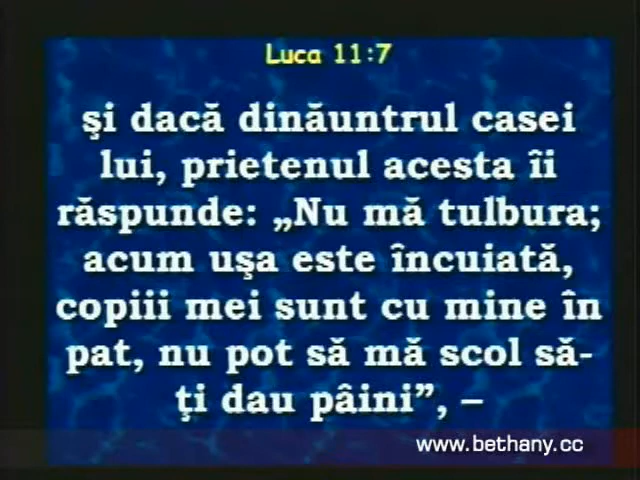 Luca 11:7
şi dacă dinăuntrul casei
lui, prietenul acesta îi
răspunde: „Nu mă tulbura;
acum uşa este încuiată,
copiii mei sunt cu mine în
pat, nu pot să mă scol să-
ţi dau pâini”, –
www.bethany.cc